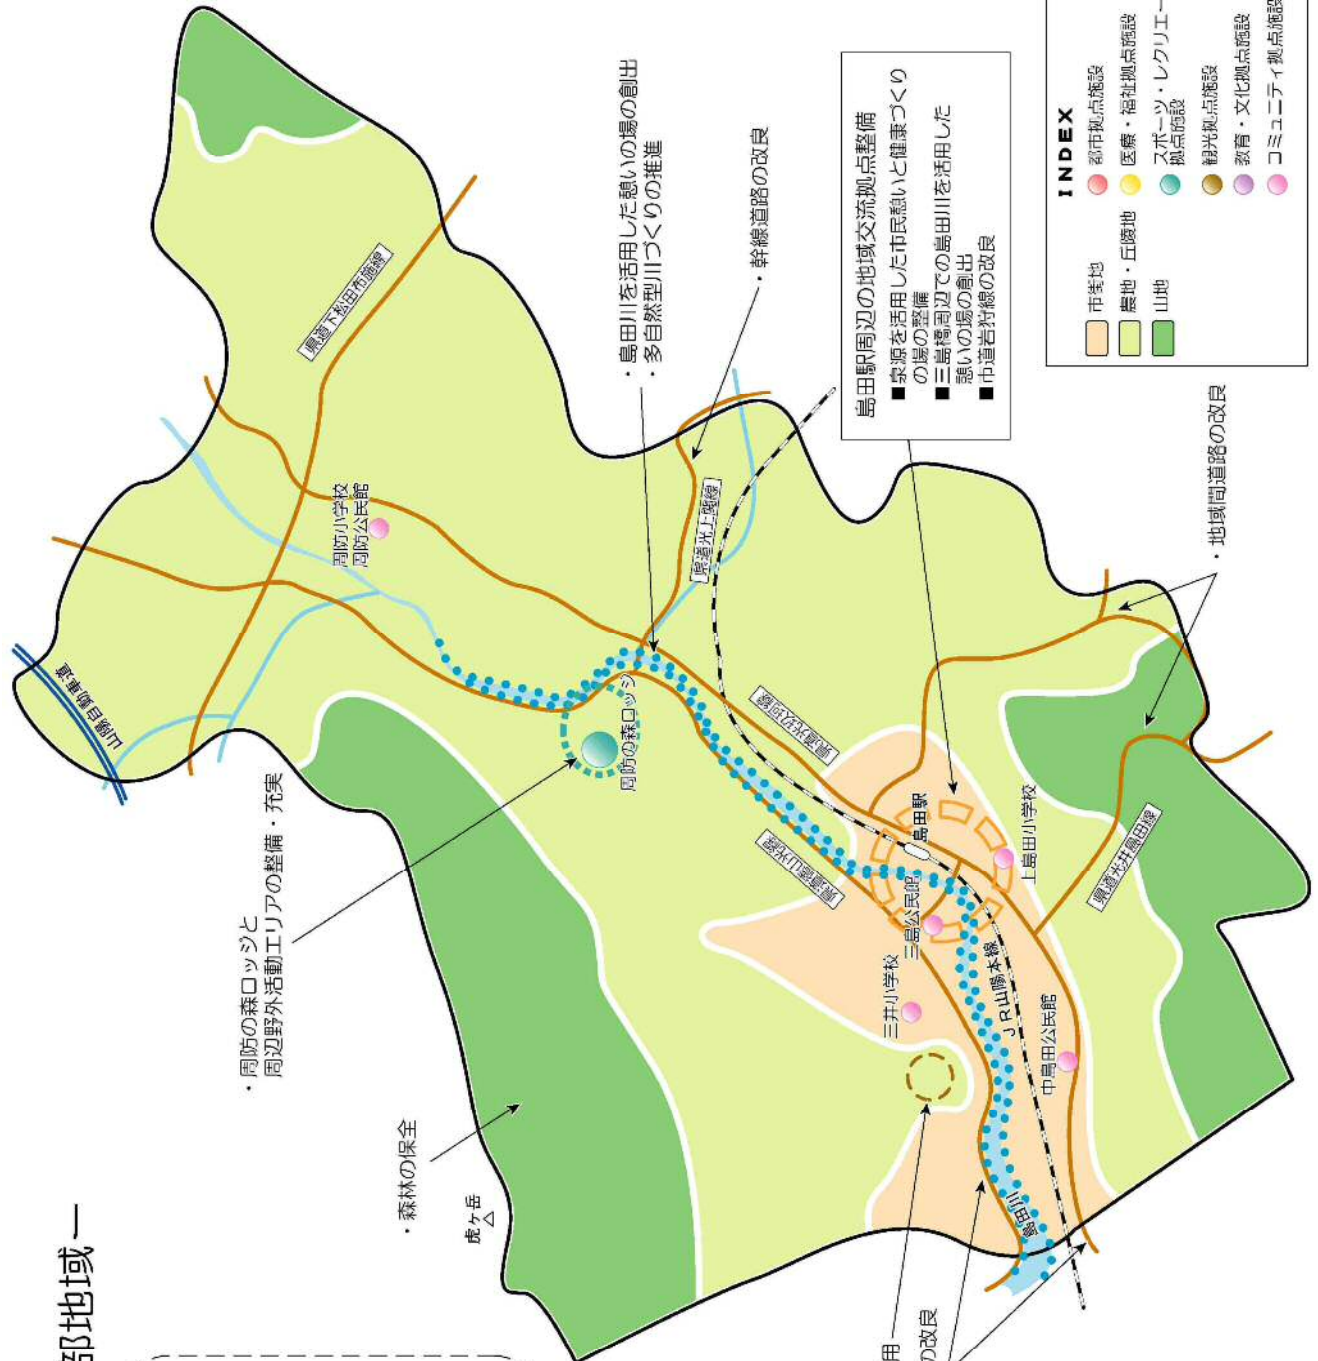 部地域ー
・周防の森ロッジと
周辺野外活動エリアの整備・充実
・森林の保全
虎ヶ岳
山陽自動車道
県道下松田布施線
周防小学校
周防公民館
・島田川を活用した憩いの場の創出
・多自然型川づくりの推進
・幹線道路の改良
県道光上関線
周防の森ロッジ
県道徳山光線
島田駅
三島公民館
三井小学校
上島田小学校
JR山陽本線
中島田公民館
島田川
県道光井島田線
・地域間道路の改良
用
の改良
島田駅周辺の地域交流拠点整備
■泉源を活用した市民憩いと健康づくり
の場の整備
■三島橋周辺での島田川を活用した
憩いの場の創出
■市道岩狩線の改良
INDEX
市街地
農地・丘陵地
山地
都市拠点施設
医療・福祉拠点施設
スポーツ・レクリエー
拠点施設
観光拠点施設
教育・文化拠点施設
コミュニティ拠点施設